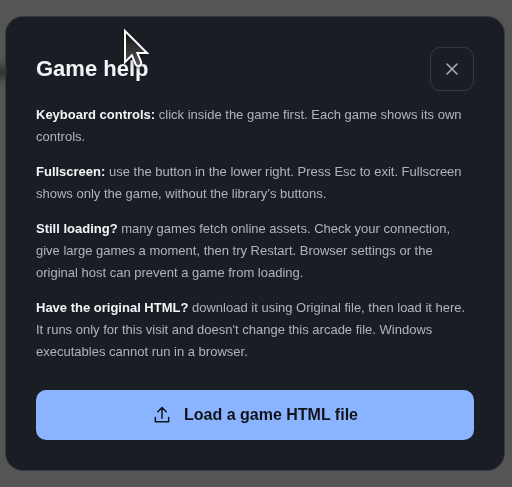 Game help
Keyboard controls: click inside the game first. Each game shows its own
controls.
Fullscreen: use the button in the lower right. Press Esc to exit. Fullscreen
shows only the game, without the library's buttons.
Still loading? many games fetch online assets. Check your connection,
give large games a moment, then try Restart. Browser settings or the
original host can prevent a game from loading.
Have the original HTML? download it using Original file, then load it here.
It runs only for this visit and doesn't change this arcade file. Windows
executables cannot run in a browser.
Load a game HTML file